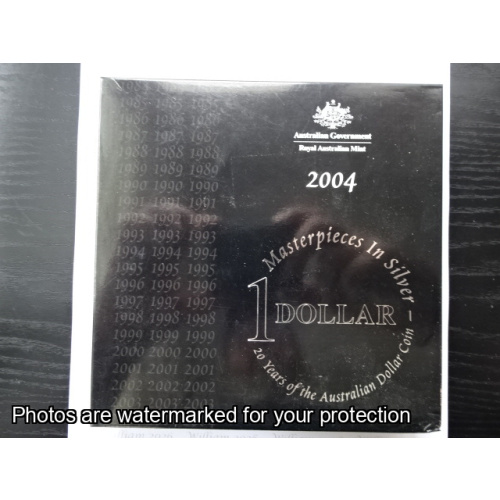 Australian Government
Royal Australian Mint
2004
Masterpieces In Silver –
1 DOLLAR
20 Years of the Australian Dollar Coin
1985 1985 1985
1986 1986 1986
1987 1987 1987
1988 1988 1988
1989 1989 1989
1990 1990 1990
1991 1991 1991
1992 1992 1992
1993 1993 1993
1994 1994 1994
1995 1995 1995
1996 1996 1996
1997 1997 1997
1998 1998 1998
1999 1999 1999
2000 2000 2000
2001 2001 2001
2002 2002 2002
2003 2003 2003
Photos are watermarked for your protection